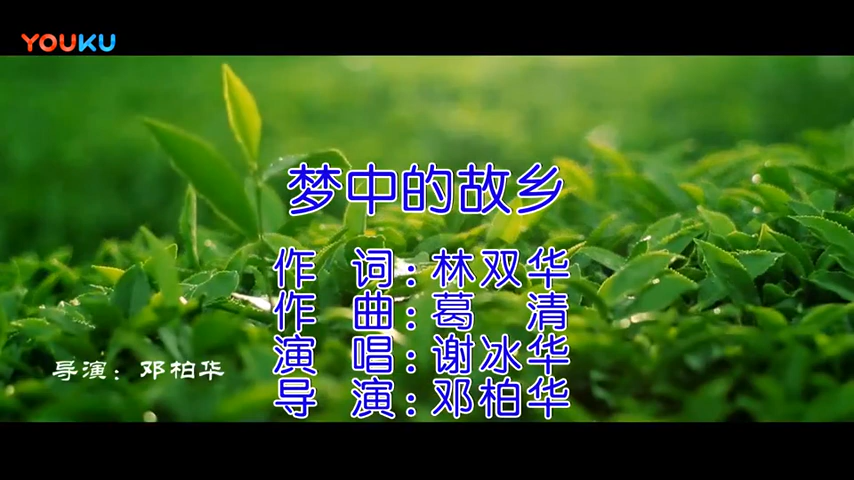 YOUKU
梦中的故乡
作 词:林双华
作 曲:葛 清
演 唱:谢冰华
导演:邓柏华
导 演:邓柏华